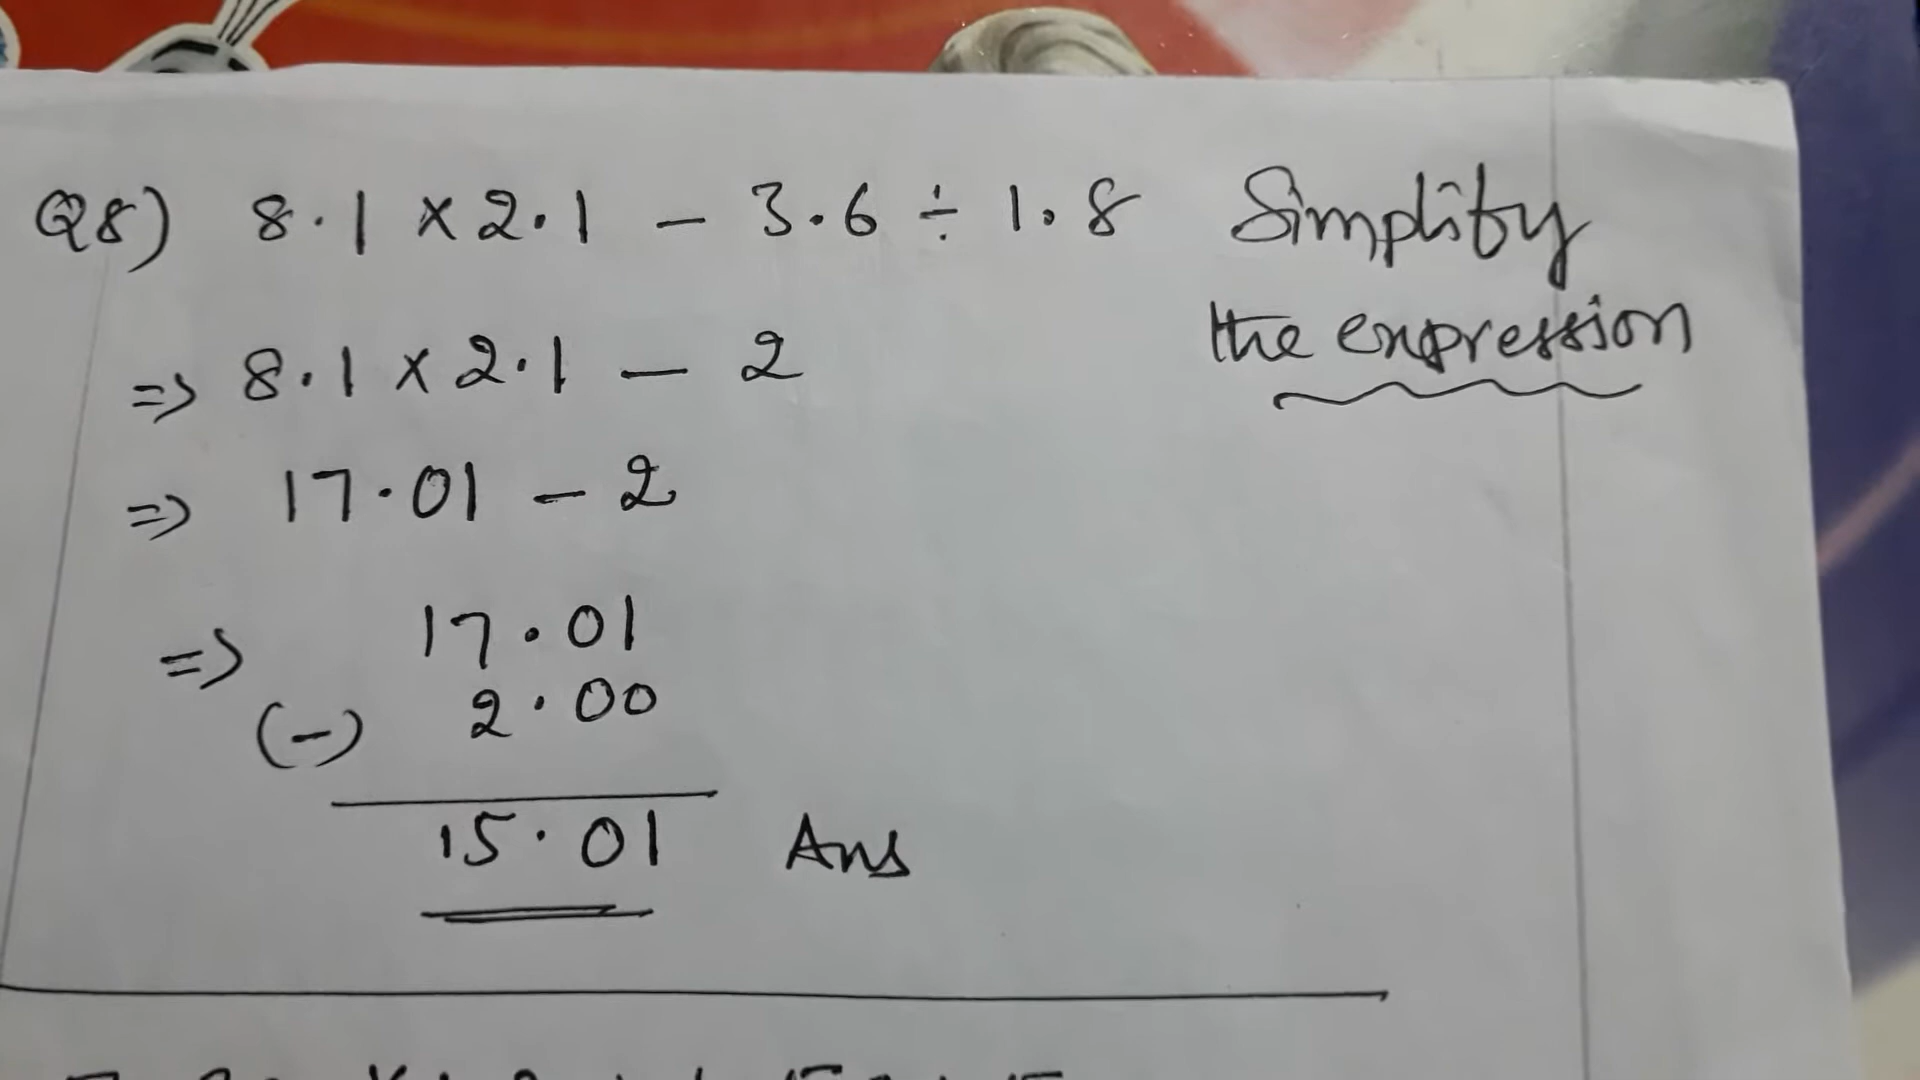 Q8) 8.1 × 2.1 – 3.6 ÷ 1.8 Simplify
the expression
=> 8.1 × 2.1 – 2
=> 17.01 – 2
=> 17.01
(-) 2.00
15.01 Ans